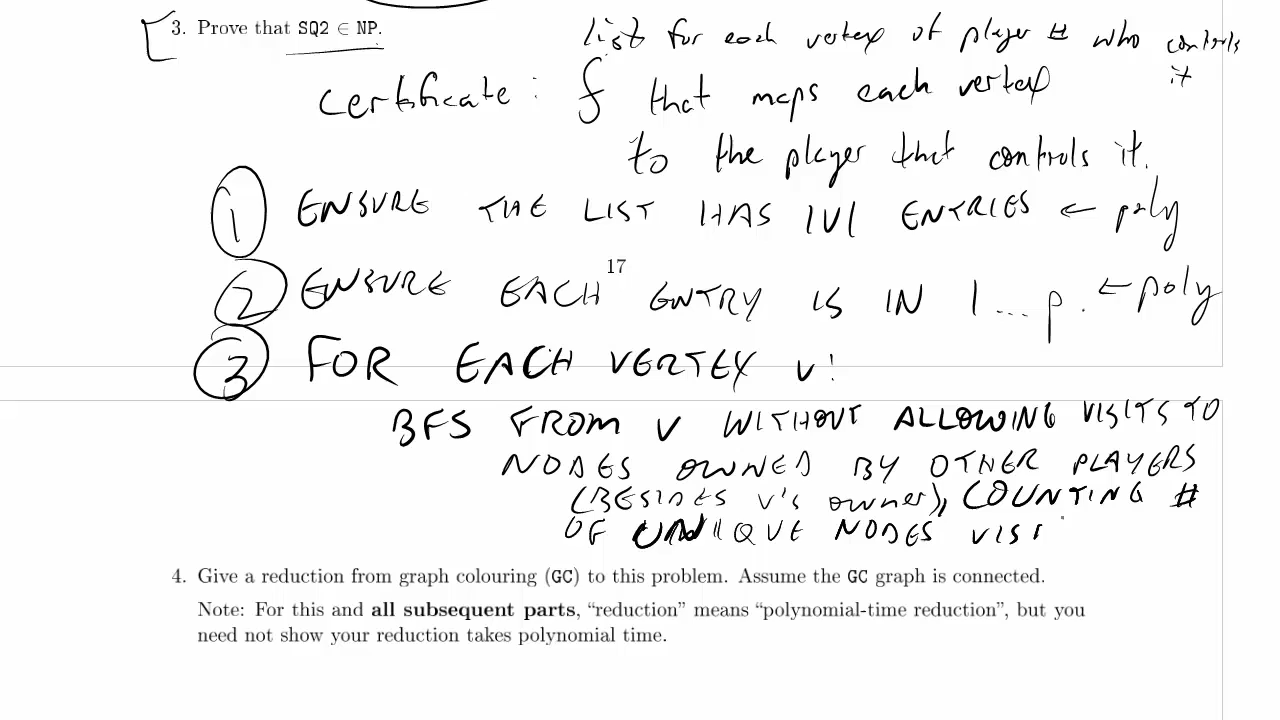 3. Prove that SQ2 ∈ NP.
list for each vertex of player # who controls it
certificate: f that maps each vertex
to the player that controls it.
1 ENSURE THE LIST HAS |V| ENTRIES ← poly
17
2 ENSURE EACH ENTRY IS IN 1 ... p. ← poly
3 FOR EACH VERTEX v:
BFS FROM v WITHOUT ALLOWING VISITS TO
NODES OWNED BY OTHER PLAYERS
(BESIDES v's owner), COUNTING #
OF UNIQUE NODES VISI
4. Give a reduction from graph colouring (GC) to this problem. Assume the GC graph is connected.
Note: For this and all subsequent parts, “reduction” means “polynomial-time reduction”, but you
need not show your reduction takes polynomial time.